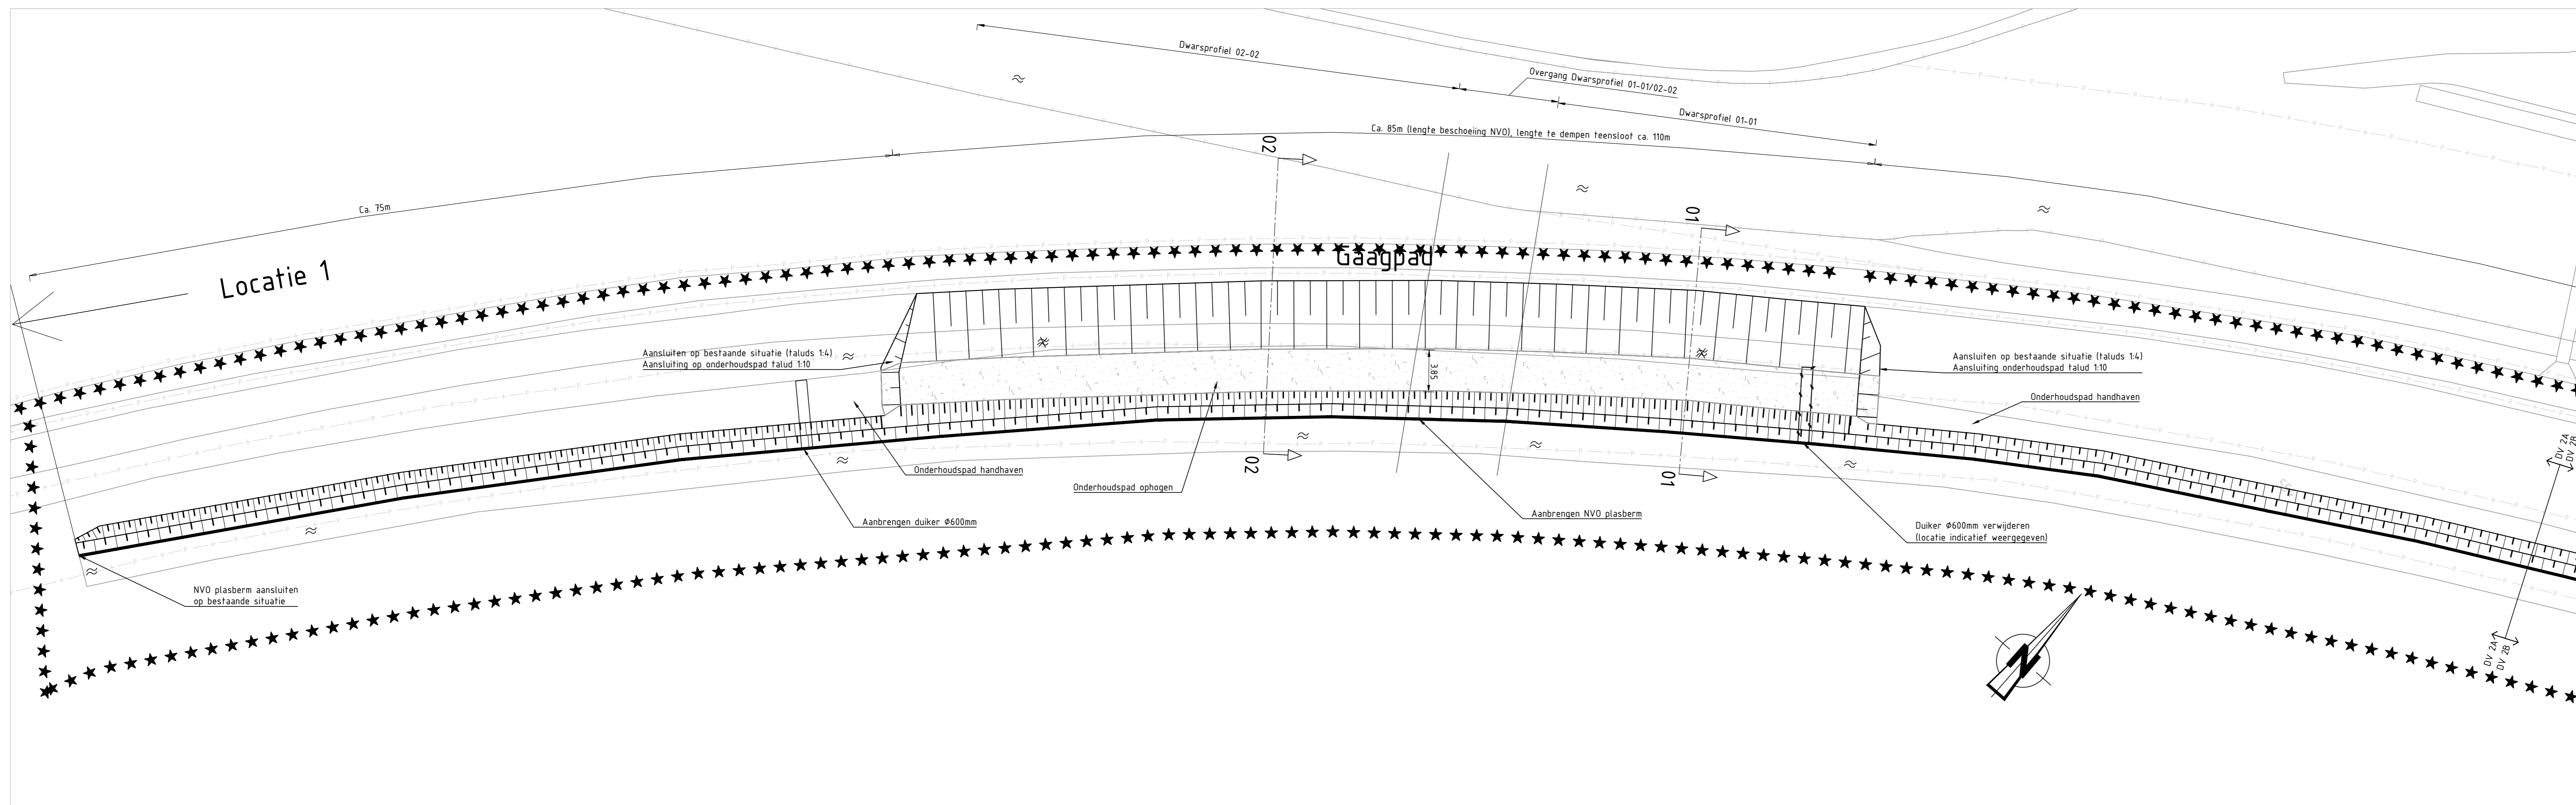 Dwarsprofiel 02-02
Overgang Dwarsprofiel 01-01/02-02
Dwarsprofiel 01-01
Ca. 85m (lengte beschoeiing NVO), lengte te dempen teensloot ca. 110m
02
Ca. 75m
01
Locatie 1
Gaagpad
Aansluiten op bestaande situatie (taluds 1:4)
Aansluiting op onderhoudspad talud 1:10
3.85
Aansluiten op bestaande situatie (taluds 1:4)
Aansluiting onderhoudspad talud 1:10
Onderhoudspad handhaven
DV 2A
DV 2B
Onderhoudspad handhaven
02
01
Onderhoudspad ophogen
Aanbrengen duiker Ø600mm
Aanbrengen NVO plasberm
Duiker Ø600mm verwijderen
(locatie indicatief weergegeven)
NVO plasberm aansluiten
op bestaande situatie
N
DV 2A
DV 2B